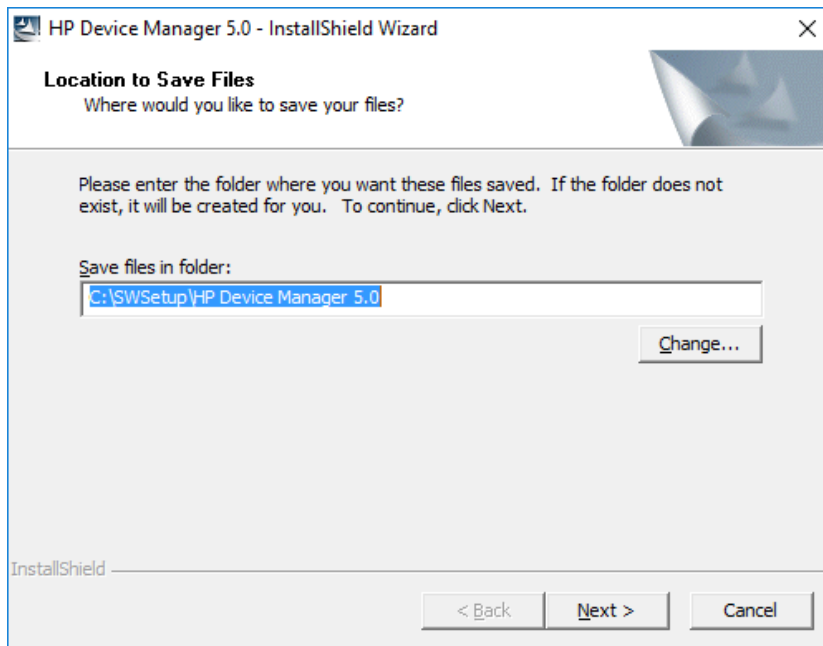 HP Device Manager 5.0 - InstallShield Wizard
Location to Save Files
Where would you like to save your files?
Please enter the folder where you want these files saved.  If the folder does not
exist, it will be created for you.   To continue, click Next.
Save files in folder:
C:\SWSetup\HP Device Manager 5.0
Change...
InstallShield
< Back
Next >
Cancel